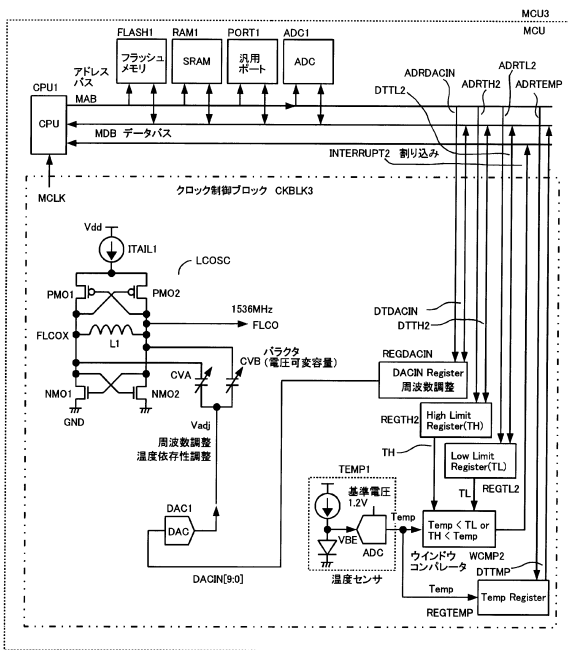 MCU3
MCU
FLASH1
フラッシュ
メモリ
RAM1
SRAM
PORT1
汎用
ポート
ADC1
ADC
CPU1
CPU
アドレス
バス
MAB
MDB データバス
MCLK
ADRDACIN
ADRTH2
ADRTL2
ADRTEMP
DTTL2
INTERRUPT2 割り込み
クロック制御ブロック CKBLK3
Vdd
ITAIL1
LCOSC
PMO1
PMO2
1536MHz
FLCO
FLCOX
L1
CVA
CVB
バラクタ
(電圧可変容量)
NMO1
NMO2
GND
Vadj
周波数調整
温度依存性調整
DTDACIN
DTTH2
REGDACIN
DACIN Register
周波数調整
REGTH2
High Limit
Register(TH)
TH
Low Limit
Register(TL)
TL
REGTL2
TEMP1
基準電圧
1.2V
VBE
ADC
温度センサ
Temp
Temp < TL or
TH < Temp
ウインドウ
コンパレータ
WCMP2
DTTMP
Temp
Temp Register
REGTEMP
DAC1
DAC
DACIN[9:0]